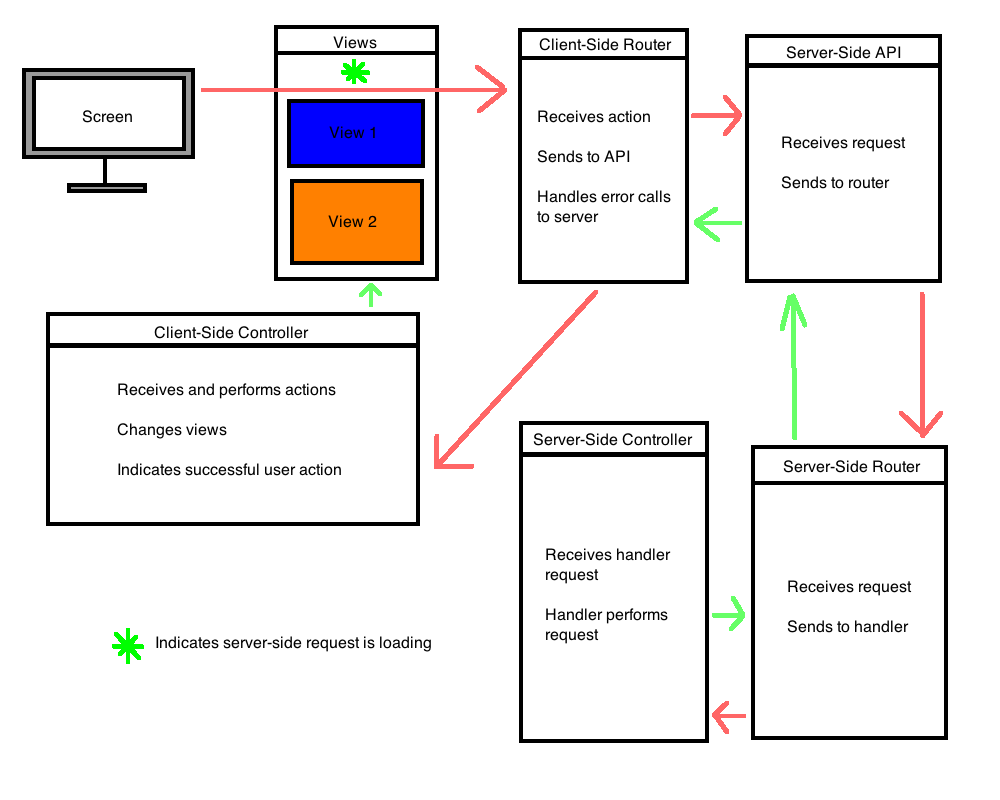 Screen
Views
View 1
View 2
Client-Side Router
Receives action
Sends to API
Handles error calls
to server
Server-Side API
Receives request
Sends to router
Client-Side Controller
Receives and performs actions
Changes views
Indicates successful user action
Server-Side Controller
Receives handler
request
Handler performs
request
Server-Side Router
Receives request
Sends to handler
Indicates server-side request is loading